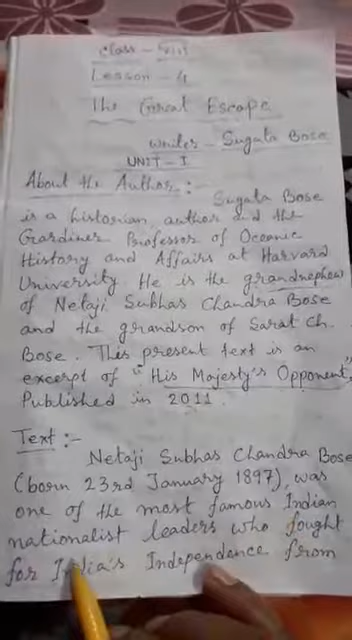 Class - VIII
Lesson - 4
The Great Escape
Writer - Sugata Bose
UNIT - I
About the Author :-
Sugata Bose
is a historian, author and the
Gardiner Professor of Oceanic
History and Affairs at Harvard
University. He is the grandnephew
of Netaji Subhas Chandra Bose
and the grandson of Sarat Ch.
Bose. This present text is an
excerpt of "His Majesty's Opponent",
Published in 2011.
Text :-
Netaji Subhas Chandra Bose
(born 23rd January 1897), was
one of the most famous Indian
nationalist leaders who fought
for India's Independence from